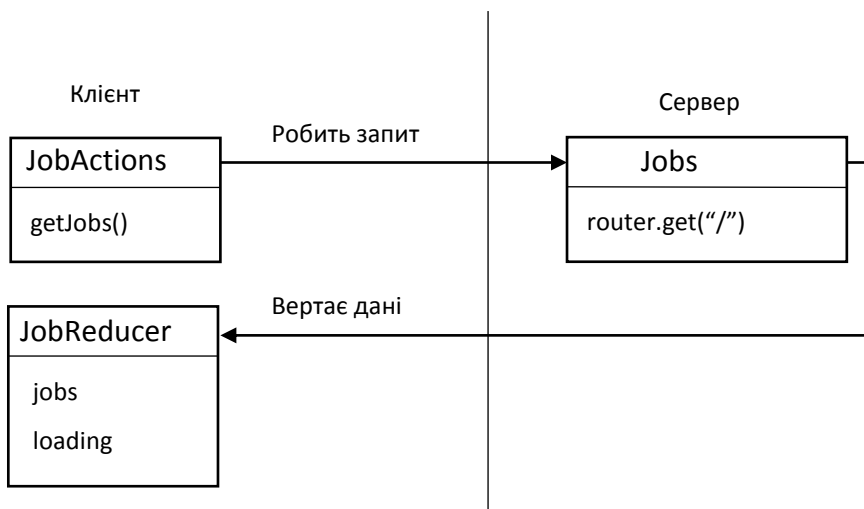 Клієнт
Сервер
Робить запит
JobActions
getJobs()
Jobs
router.get(“/”)
Вертає дані
JobReducer
jobs
loading